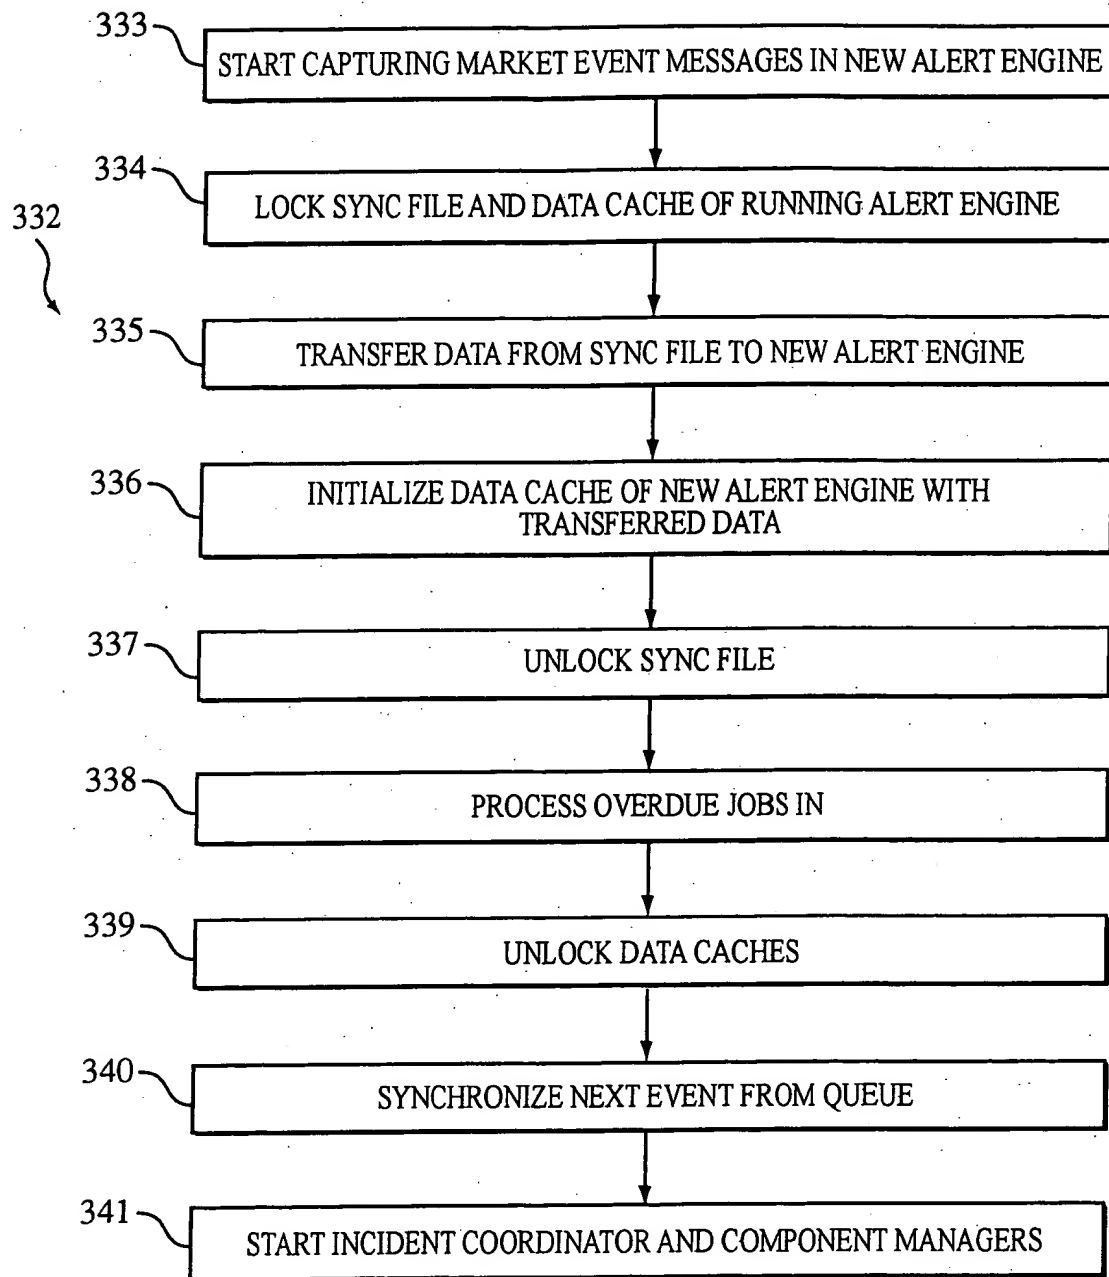 333
START CAPTURING MARKET EVENT MESSAGES IN NEW ALERT ENGINE
334
LOCK SYNC FILE AND DATA CACHE OF RUNNING ALERT ENGINE
332
335
TRANSFER DATA FROM SYNC FILE TO NEW ALERT ENGINE
336
INITIALIZE DATA CACHE OF NEW ALERT ENGINE WITH
TRANSFERRED DATA
337
UNLOCK SYNC FILE
338
PROCESS OVERDUE JOBS IN
339
UNLOCK DATA CACHES
340
SYNCHRONIZE NEXT EVENT FROM QUEUE
341
START INCIDENT COORDINATOR AND COMPONENT MANAGERS